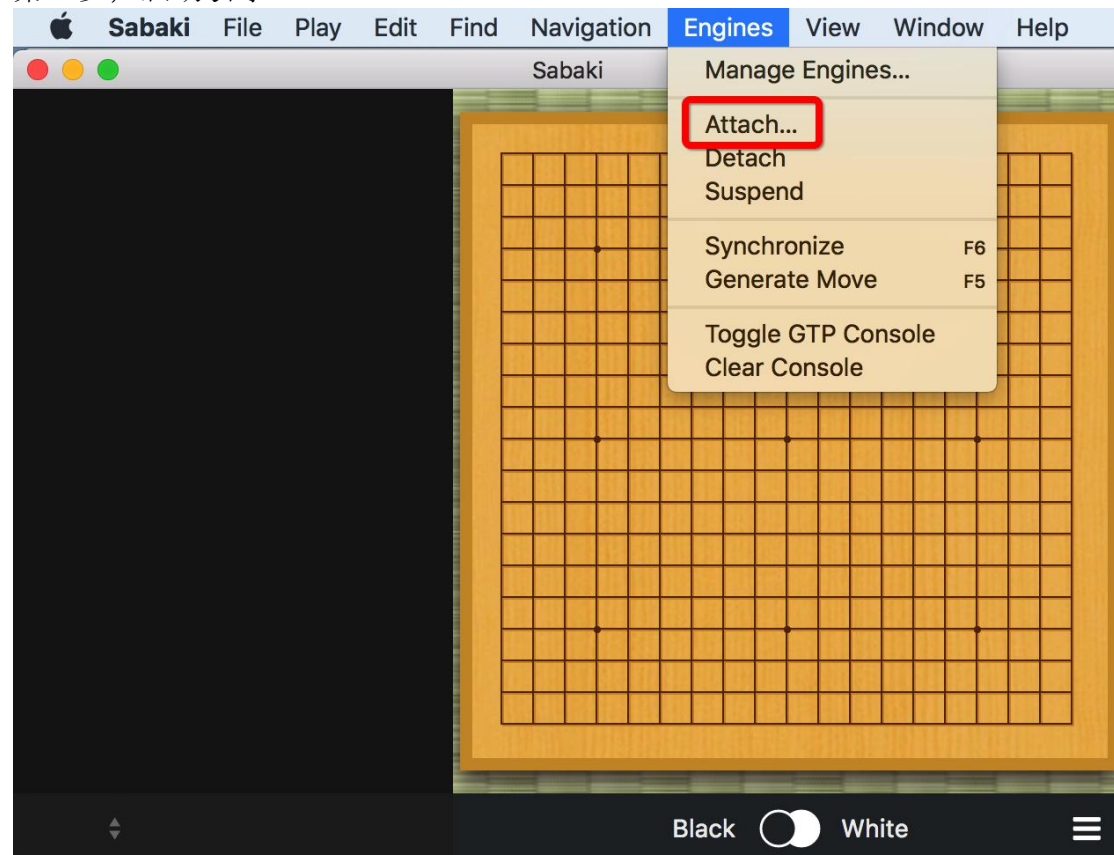 Sabaki File Play Edit Find Navigation Engines View Window Help
Sabaki
Manage Engines...
Attach...
Detach
Suspend
Synchronize F6
Generate Move F5
Toggle GTP Console
Clear Console
Black White